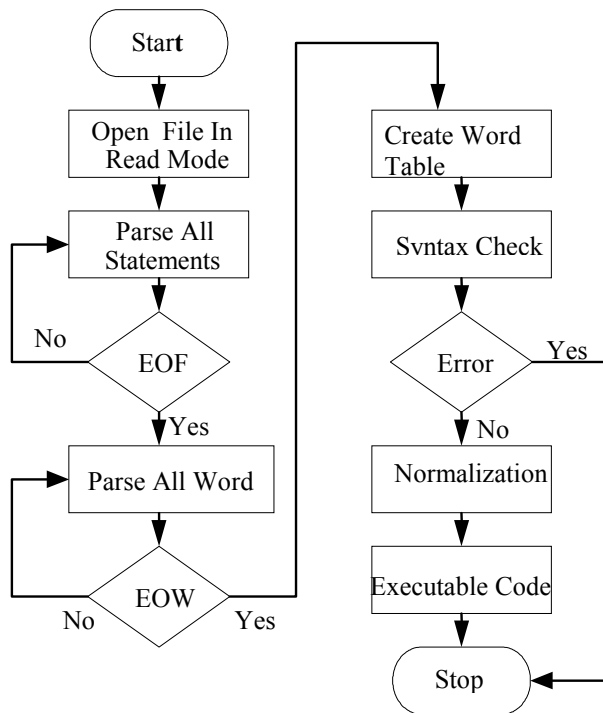 Start
Open File In
Read Mode
Parse All
Statements
No
EOF
Yes
Parse All Word
EOW
No
Yes
Create Word
Table
Svntax Check
Error
Yes
No
Normalization
Executable Code
Stop